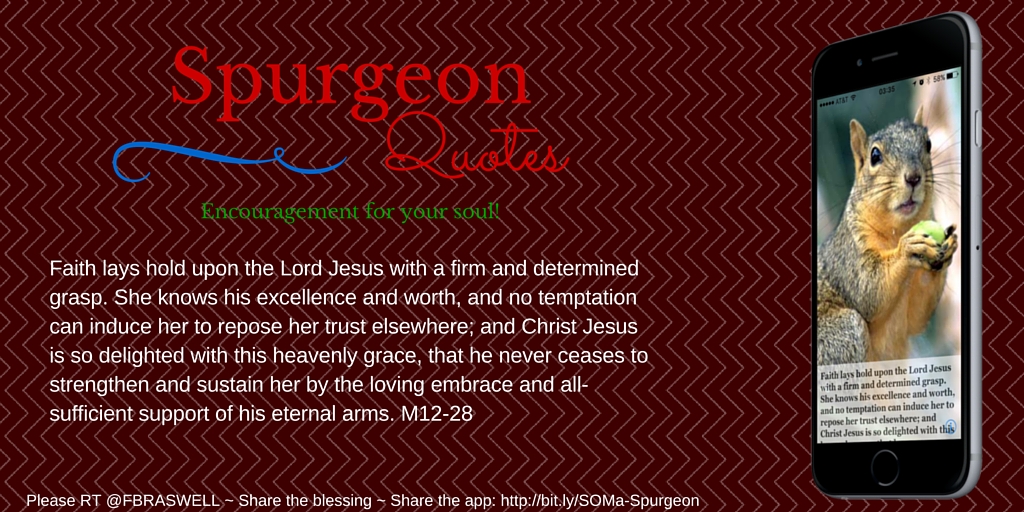 Spurgeon
Quotes
Encouragement for your soul!
Faith lays hold upon the Lord Jesus with a firm and determined
grasp. She knows his excellence and worth, and no temptation
can induce her to repose her trust elsewhere; and Christ Jesus
is so delighted with this heavenly grace, that he never ceases to
strengthen and sustain her by the loving embrace and all-
sufficient support of his eternal arms. M12-28
Please RT @FBRASWELL ~ Share the blessing ~ Share the app: http://bit.ly/SOMa-Spurgeon
AT&T 03:35 58%
Faith lays hold upon the Lord Jesus
with a firm and determined grasp.
She knows his excellence and worth,
and no temptation can induce her to
repose her trust elsewhere; and
Christ Jesus is so delighted with this